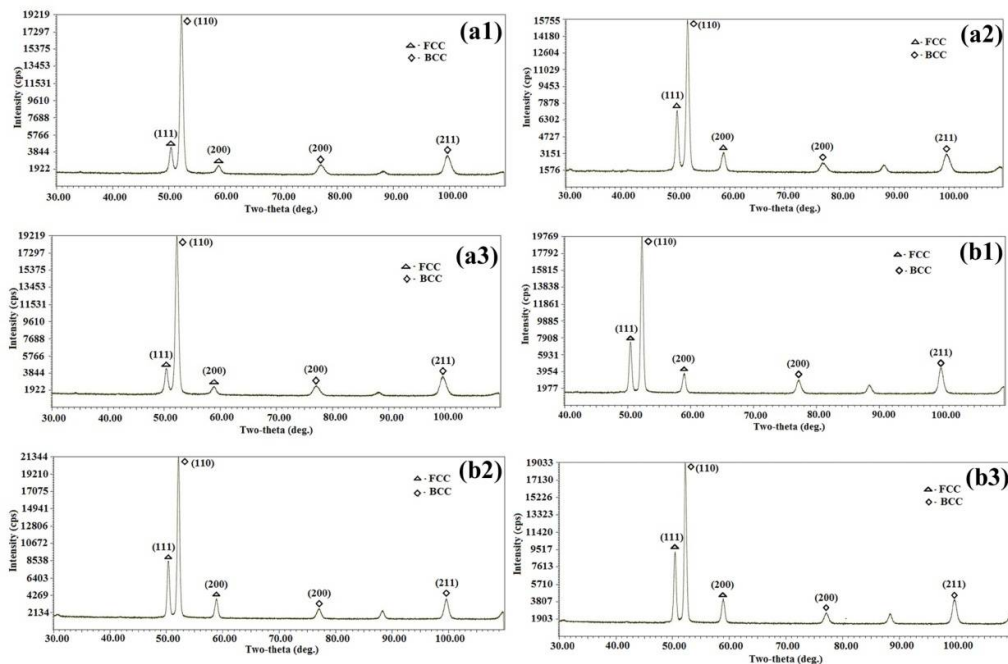 (a1)
19219
17297
15375
13453
11531
9610
7688
5766
3844
1922
Intensity (cps)
(110)
- FCC
- BCC
(111)
(200)
(200)
(211)
30.00 40.00 50.00 60.00 70.00 80.00 90.00 100.00
Two-theta (deg.)
(a2)
15755
14180
12604
11029
9453
7878
6302
4727
3151
1576
Intensity (cps)
(110)
- FCC
- BCC
(111)
(200)
(200)
(211)
30.00 40.00 50.00 60.00 70.00 80.00 90.00 100.00
Two-theta (deg.)
(a3)
19219
17297
15375
13453
11531
9610
7688
5766
3844
1922
Intensity (cps)
(110)
- FCC
- BCC
(111)
(200)
(200)
(211)
30.00 40.00 50.00 60.00 70.00 80.00 90.00 100.00
Two-theta (deg.)
(b1)
19769
17792
15815
13838
11861
9885
7908
5931
3954
1977
Intensity (cps)
(110)
- FCC
- BCC
(111)
(200)
(200)
(211)
40.00 50.00 60.00 70.00 80.00 90.00 100.00
Two-theta (deg.)
(b2)
21344
19210
17075
14941
12806
10672
8538
6403
4269
2134
Intensity (cps)
(110)
- FCC
- BCC
(111)
(200)
(200)
(211)
30.00 40.00 50.00 60.00 70.00 80.00 90.00 100.00
Two-theta (deg.)
(b3)
19033
17130
15226
13323
11420
9517
7613
5710
3807
1903
Intensity (cps)
(110)
- FCC
- BCC
(111)
(200)
(200)
(211)
30.00 40.00 50.00 60.00 70.00 80.00 90.00 100.00
Two-theta (deg.)